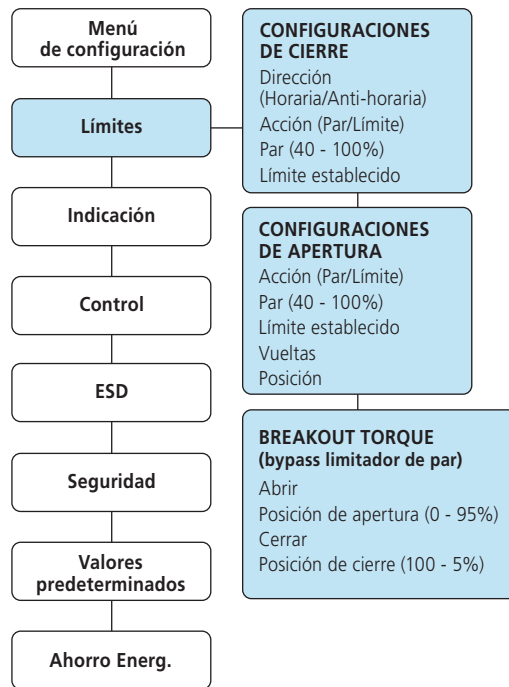 Menú
de configuración
Límites
Indicación
Control
ESD
Seguridad
Valores
predeterminados
Ahorro Energ.
CONFIGURACIONES
DE CIERRE
Dirección
(Horaria/Anti-horaria)
Acción (Par/Límite)
Par (40 - 100%)
Límite establecido
CONFIGURACIONES
DE APERTURA
Acción (Par/Límite)
Par (40 - 100%)
Límite establecido
Vueltas
Posición
BREAKOUT TORQUE
(bypass limitador de par)
Abrir
Posición de apertura (0 - 95%)
Cerrar
Posición de cierre (100 - 5%)